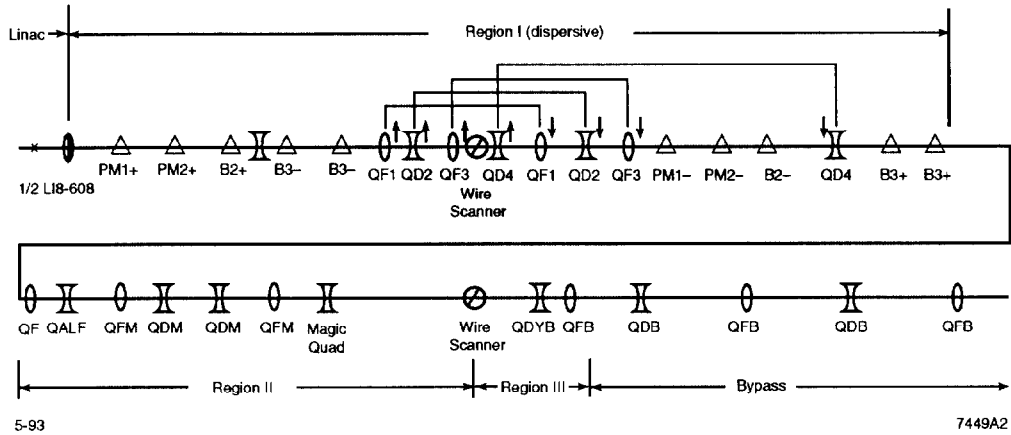 Linac
Region I (dispersive)
PM1+ PM2+ B2+ B3– B3– QF1 QD2 QF3 QD4 QF1 QD2 QF3 PM1– PM2– B2– QD4 B3+ B3+
1/2 LI8-608
Wire
Scanner
QF QALF QFM QDM QDM QFM Magic Quad Wire Scanner QDYB QFB QDB QFB QDB QFB
Region II Region III Bypass
5-93 7449A2